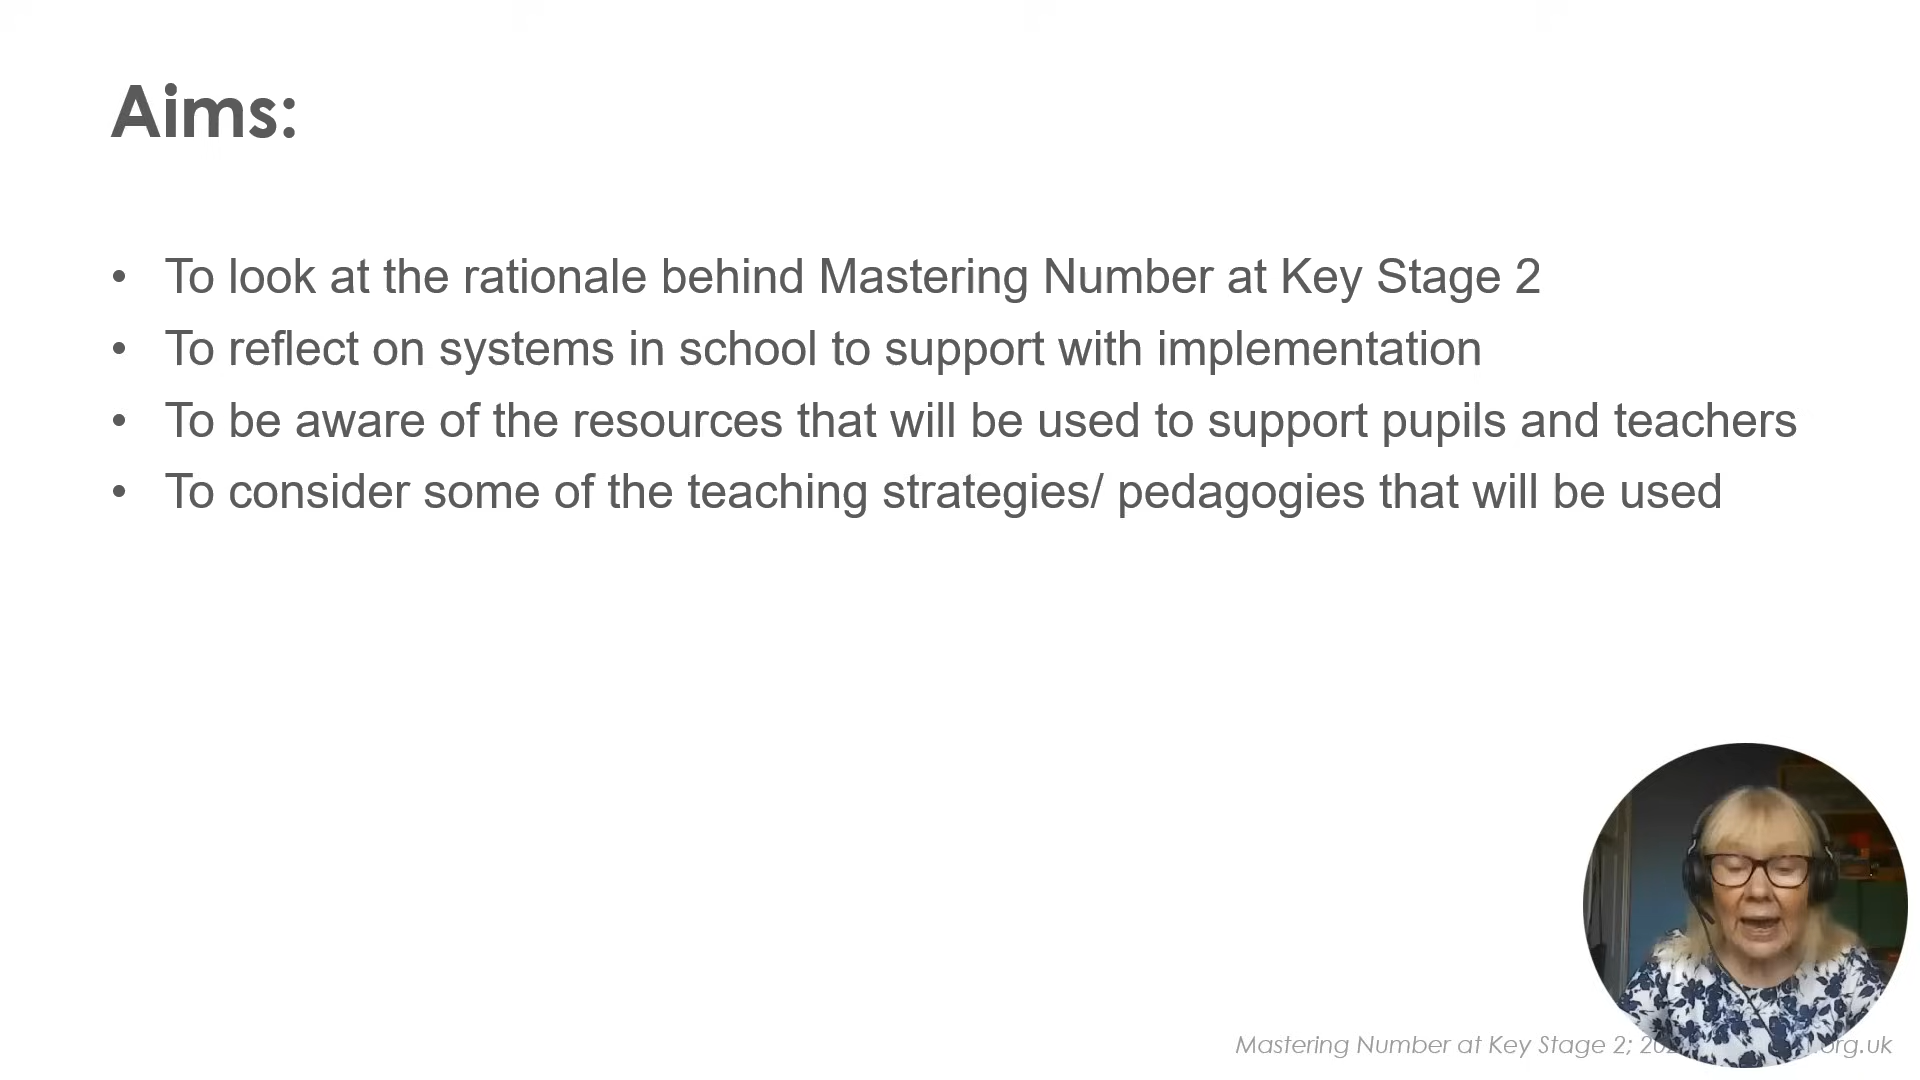 Aims:
• To look at the rationale behind Mastering Number at Key Stage 2
• To reflect on systems in school to support with implementation
• To be aware of the resources that will be used to support pupils and teachers
• To consider some of the teaching strategies/ pedagogies that will be used
Mastering Number at Key Stage 2; .org.uk